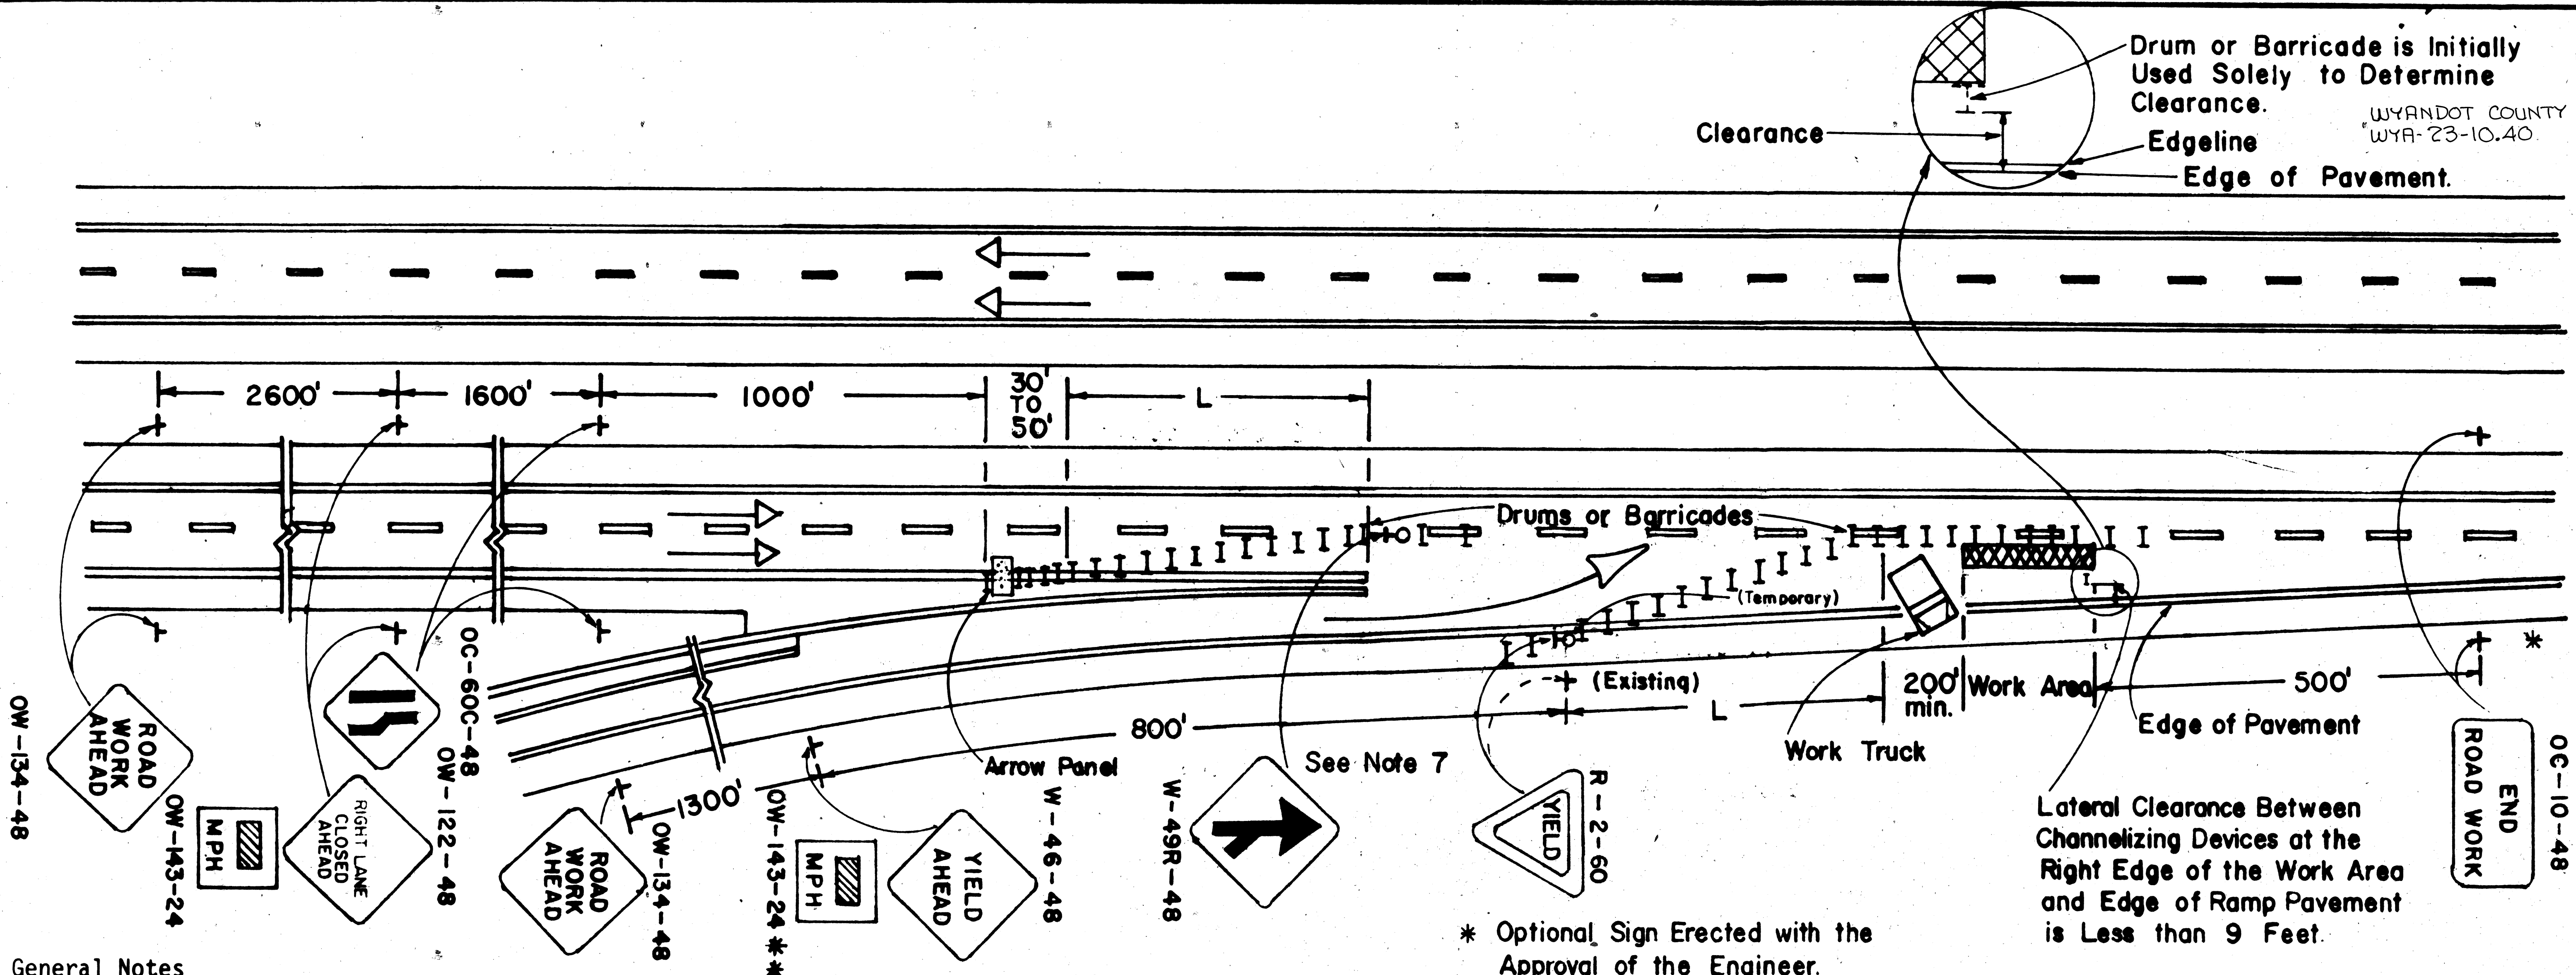 Drum or Barricade is Initially
Used Solely to Determine
Clearance.
WYANDOT COUNTY
WYA-23-10.40
Clearance
Edgeline
Edge of Pavement.
2600'
1600'
1000'
30'
TO
50'
L
Drums or Barricades
(Temporary)
(Existing)
L
200'
min.
Work Area
500'
800'
1300'
Edge of Pavement
Work Truck
Arrow Panel
See Note 7
OW-134-48
ROAD
WORK
AHEAD
OW-143-24
MPH
RIGHT LANE
CLOSED
AHEAD
OC-60C-48
OW-122-48
ROAD
WORK
AHEAD
OW-134-48
OW-143-24**
MPH
YIELD
AHEAD
W-46-48
W-49R-48
YIELD
R-2-60
Lateral Clearance Between
Channelizing Devices at the
Right Edge of the Work Area
and Edge of Ramp Pavement
is Less than 9 Feet.
*
END
ROAD WORK
OC-10-48
* Optional Sign Erected with the
Approval of the Engineer.
General Notes